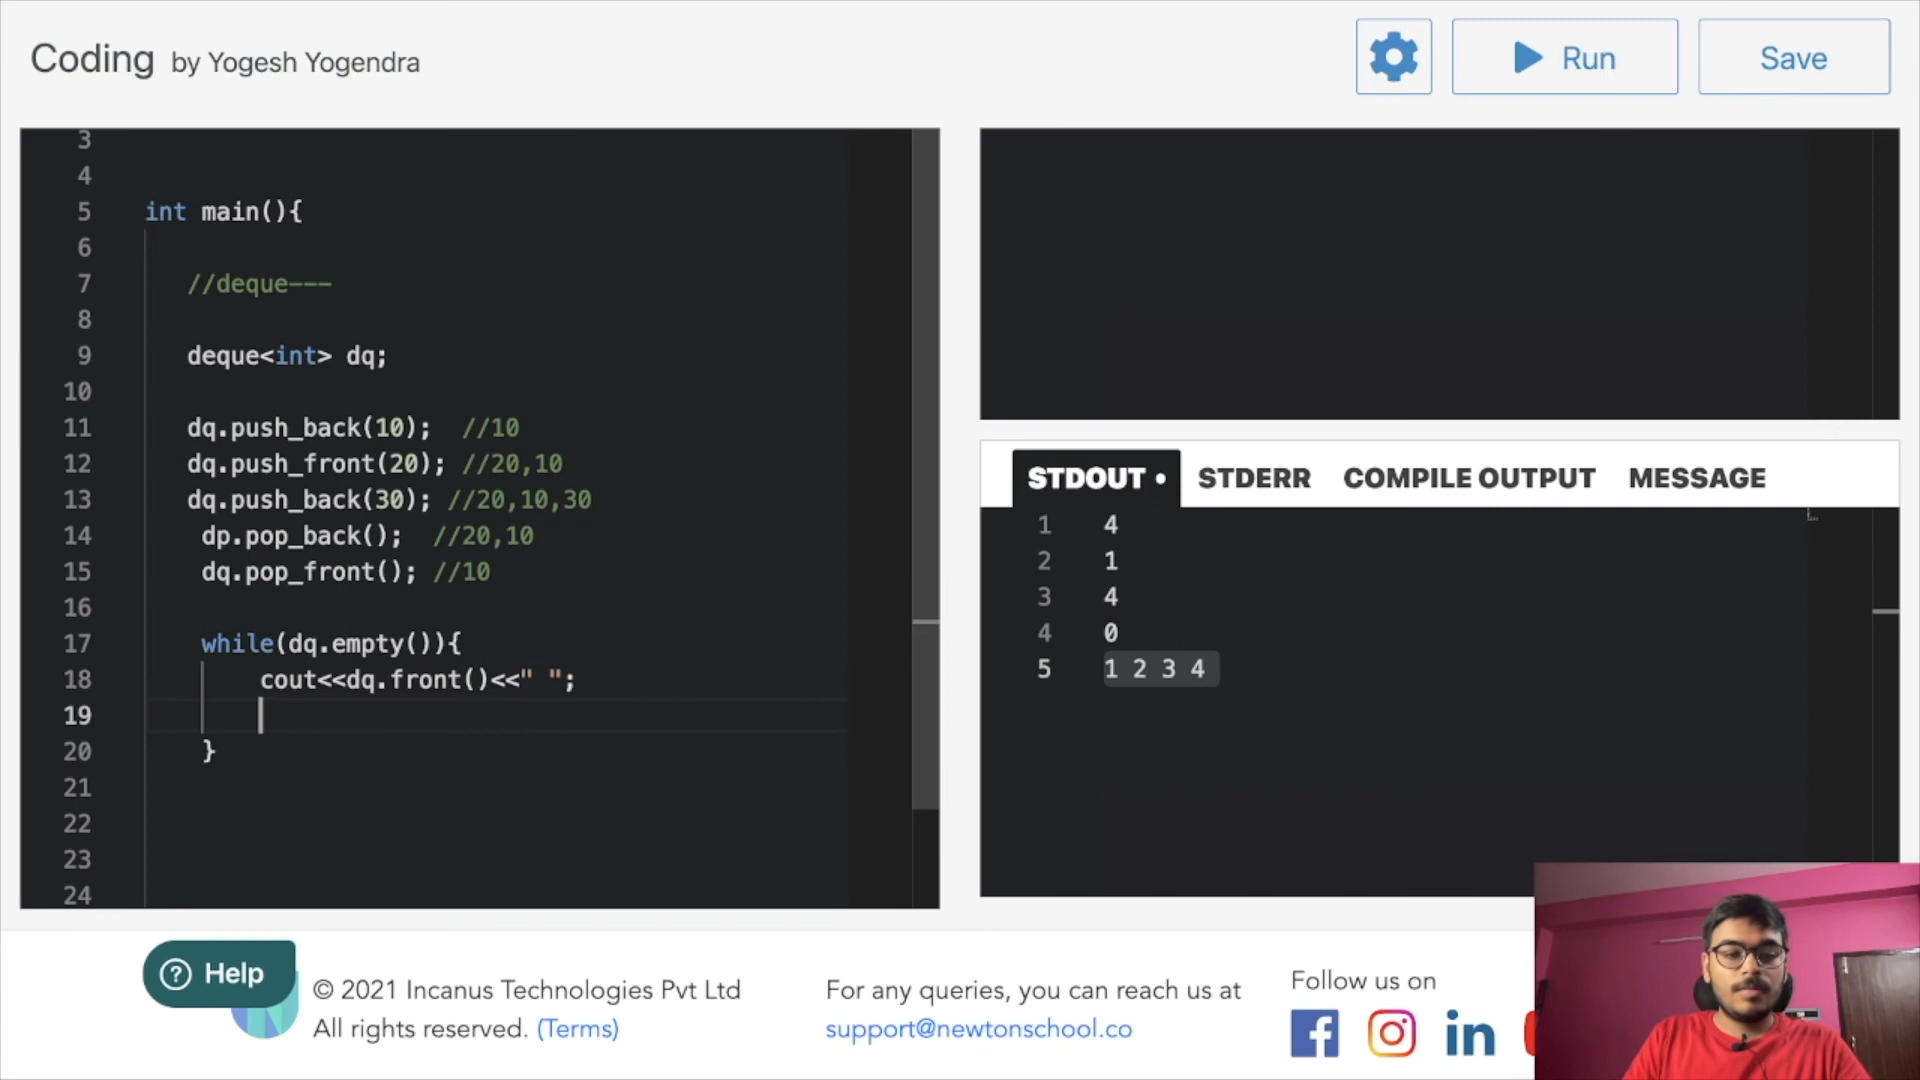 Coding by Yogesh Yogendra
Run
Save
3
4
5 int main(){
6
7 //deque---
8
9 deque<int> dq;
10
11 dq.push_back(10); //10
12 dq.push_front(20); //20,10
13 dq.push_back(30); //20,10,30
14 dp.pop_back(); //20,10
15 dq.pop_front(); //10
16
17 while(dq.empty()){
18 cout<<dq.front()<<" ";
19
20 }
21
22
23
24
STDOUT • STDERR COMPILE OUTPUT MESSAGE
1 4
2 1
3 4
4 0
5 1 2 3 4
Help
© 2021 Incanus Technologies Pvt Ltd
All rights reserved. (Terms)
For any queries, you can reach us at
support@newtonschool.co
Follow us on